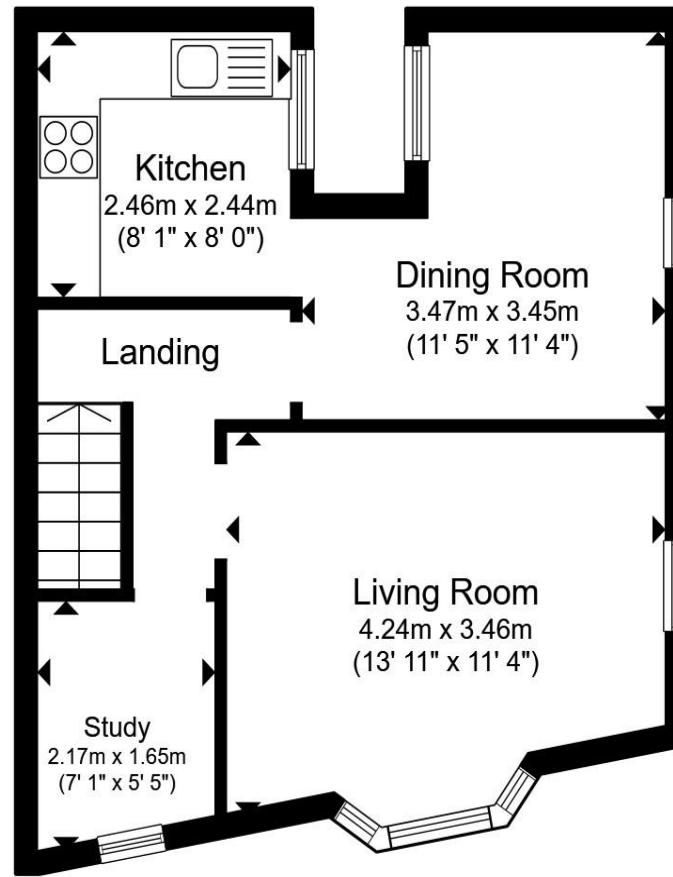 Kitchen
2.46m x 2.44m
(8' 1" x 8' 0")
Dining Room
3.47m x 3.45m
(11' 5" x 11' 4")
Landing
Living Room
4.24m x 3.46m
(13' 11" x 11' 4")
Study
2.17m x 1.65m
(7' 1" x 5' 5")